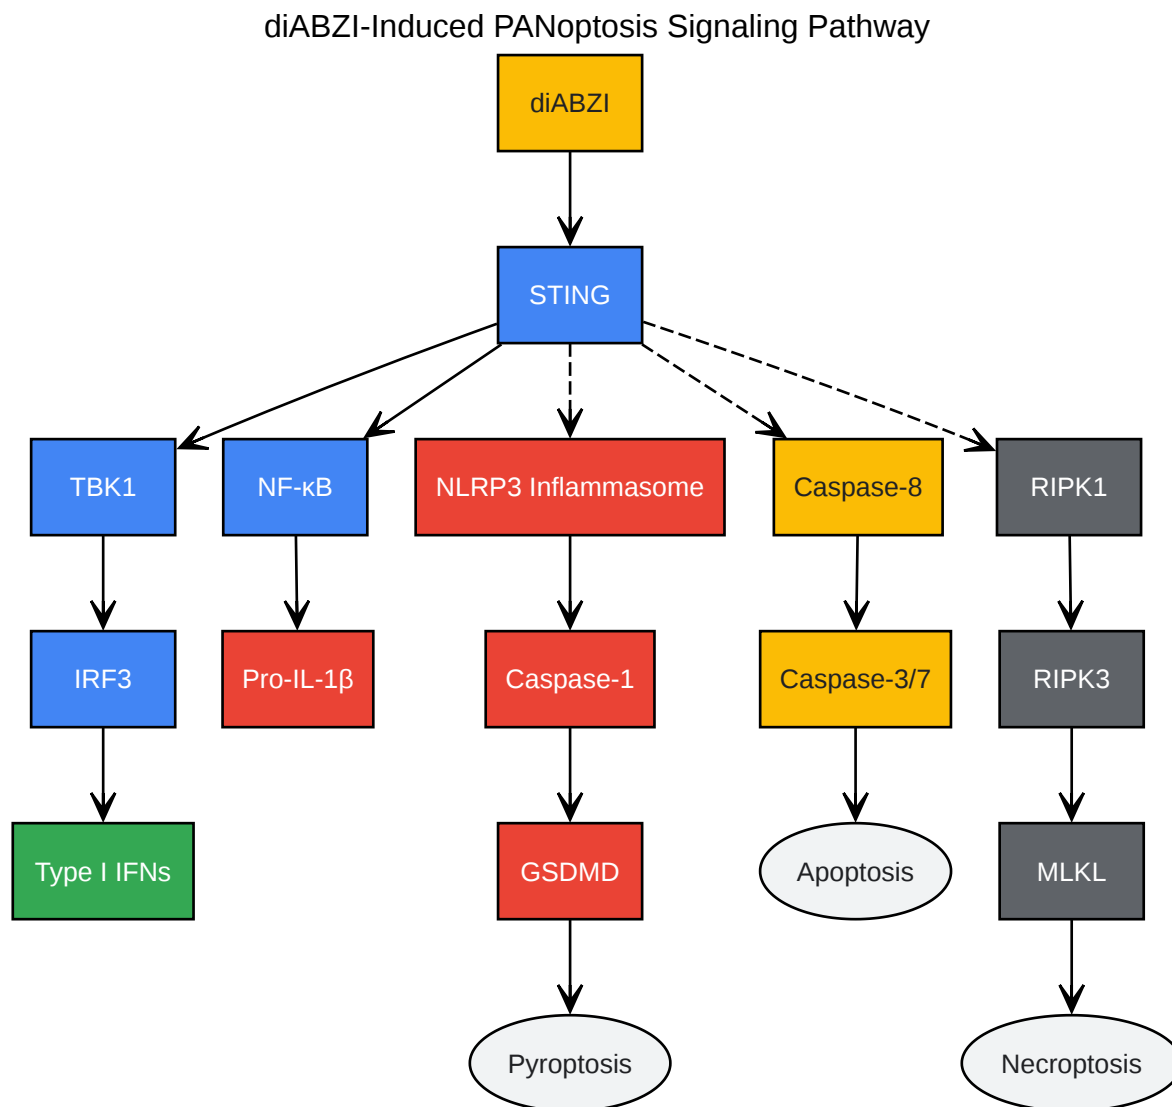 diABZI-Induced PANoptosis Signaling Pathway
diABZI
STING
TBK1
NF-κB
NLRP3 Inflammasome
Caspase-8
RIPK1
IRF3
Pro-IL-1β
Caspase-1
Caspase-3/7
RIPK3
Type I IFNs
GSDMD
Apoptosis
MLKL
Pyroptosis
Necroptosis